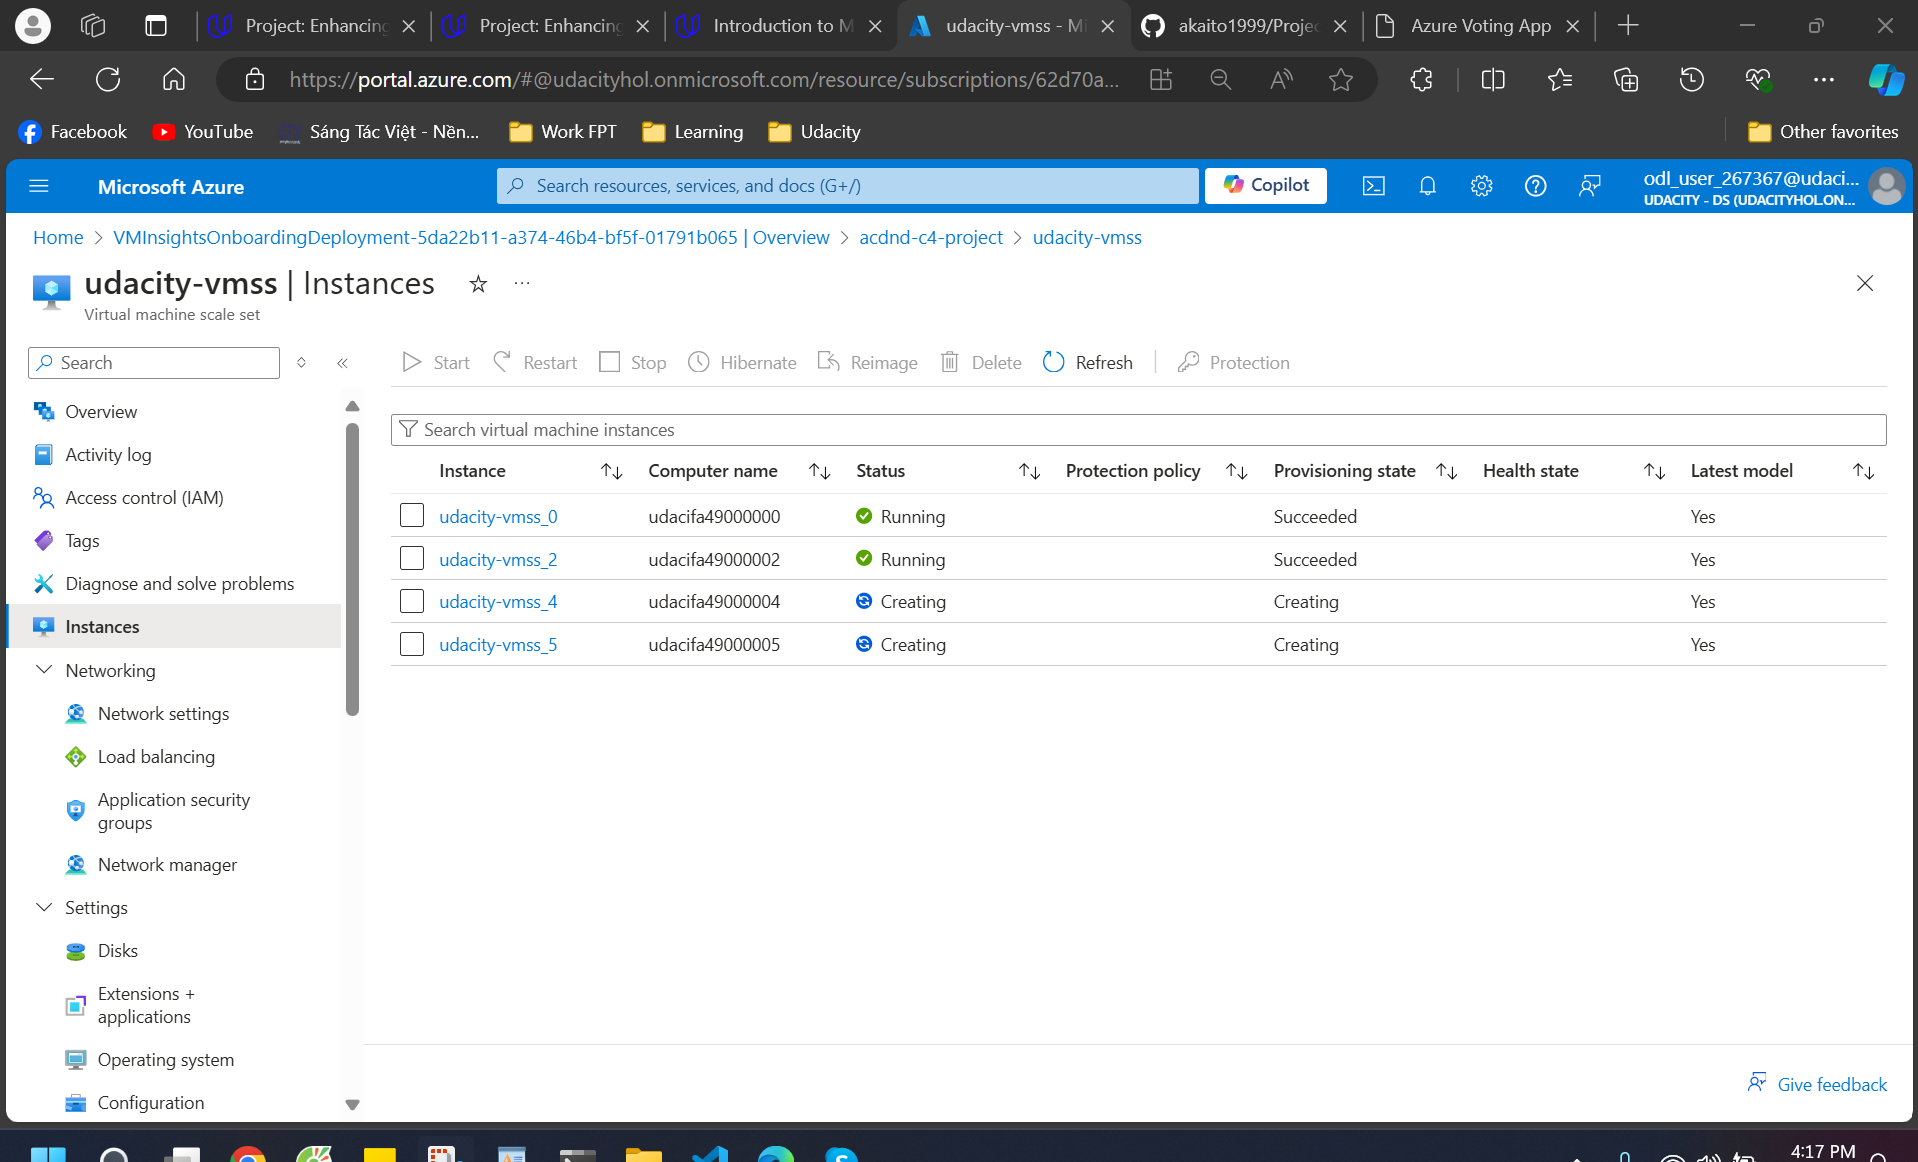 Project: Enhancing
Project: Enhancing
Introduction to M
udacity-vmss - Mi
akaito1999/Projec
Azure Voting App
https://portal.azure.com/#@udacityhol.onmicrosoft.com/resource/subscriptions/62d70a...
Facebook
YouTube
Sáng Tác Việt - Nền...
Work FPT
Learning
Udacity
Other favorites
Microsoft Azure
Search resources, services, and docs (G+/)
Copilot
odl_user_267367@udaci...
UDACITY - DS (UDACITYHOL.ON...
Home > VMInsightsOnboardingDeployment-5da22b11-a374-46b4-bf5f-01791b065 | Overview > acdnd-c4-project > udacity-vmss
udacity-vmss | Instances
Virtual machine scale set
Search
Start Restart Stop Hibernate Reimage Delete Refresh Protection
Overview
Activity log
Access control (IAM)
Tags
Diagnose and solve problems
Instances
Networking
Network settings
Load balancing
Application security
groups
Network manager
Settings
Disks
Extensions +
applications
Operating system
Configuration
Search virtual machine instances
Instance Computer name Status Protection policy Provisioning state Health state Latest model
udacity-vmss_0 udacifa49000000 Running Succeeded Yes
udacity-vmss_2 udacifa49000002 Running Succeeded Yes
udacity-vmss_4 udacifa49000004 Creating Creating Yes
udacity-vmss_5 udacifa49000005 Creating Creating Yes
Give feedback
4:17 PM